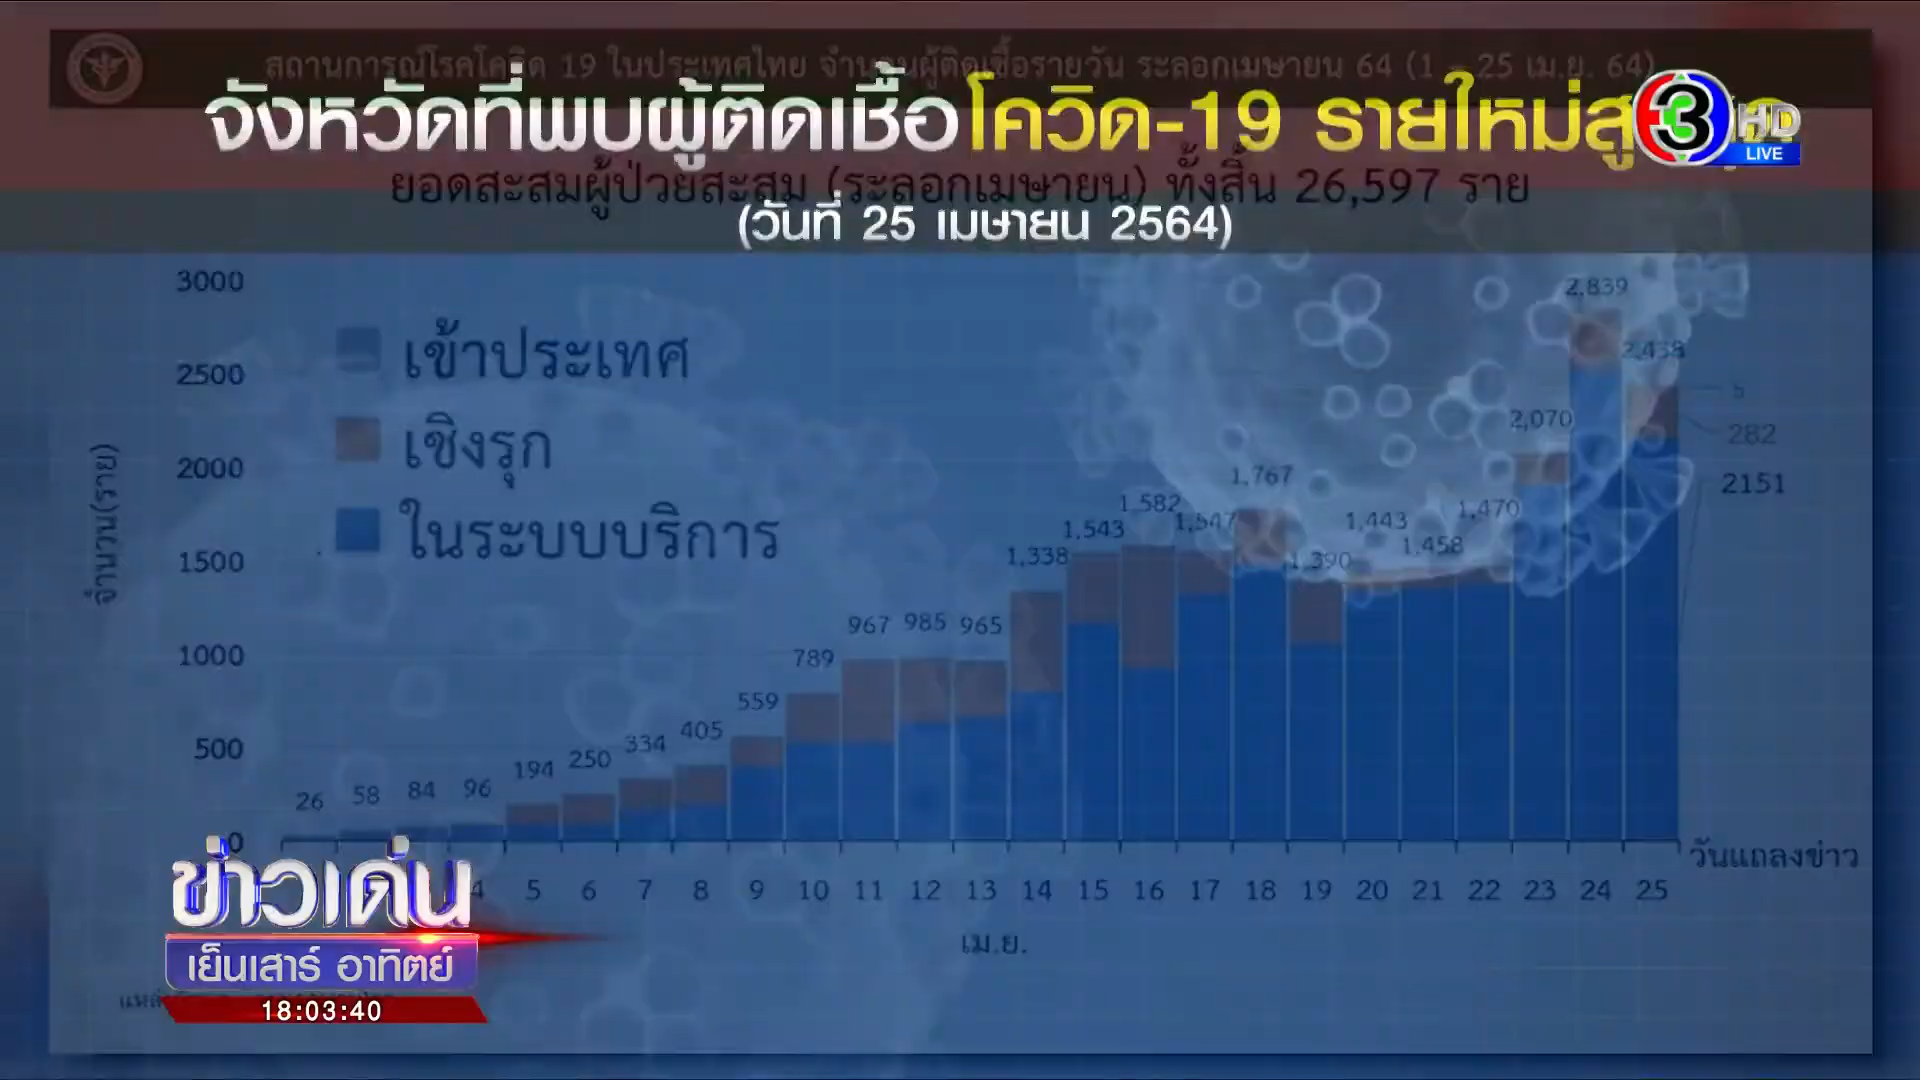 สถานการณ์โรคโควิด 19 ในประเทศไทย จำนวนผู้ติดเชื้อรายวัน ระลอกเมษายน 64 (1 - 25 เม.ย. 64)
จังหวัดที่พบผู้ติดเชื้อโควิด-19 รายใหม่
3 HD
LIVE
ยอดสะสมผู้ป่วยสะสม (ระลอกเมษายน) ทั้งสิ้น 26,597 ราย
(วันที่ 25 เมษายน 2564)
3000
2500
2000
1500
1000
500
0
จำนวน(ราย)
เข้าประเทศ
เชิงรุก
ในระบบบริการ
26 58 84 96 194 250 334 405 559 789 967 985 965 1,338 1,543 1,582 1,547 1,767 1,390 1,443 1,458 1,470 2,070 2,839 2,438
5
282
2151
4 5 6 7 8 9 10 11 12 13 14 15 16 17 18 19 20 21 22 23 24 25
วันแถลงข่าว
เม.ย.
ข่าวเด่น
เย็นเสาร์ อาทิตย์
18:03:40